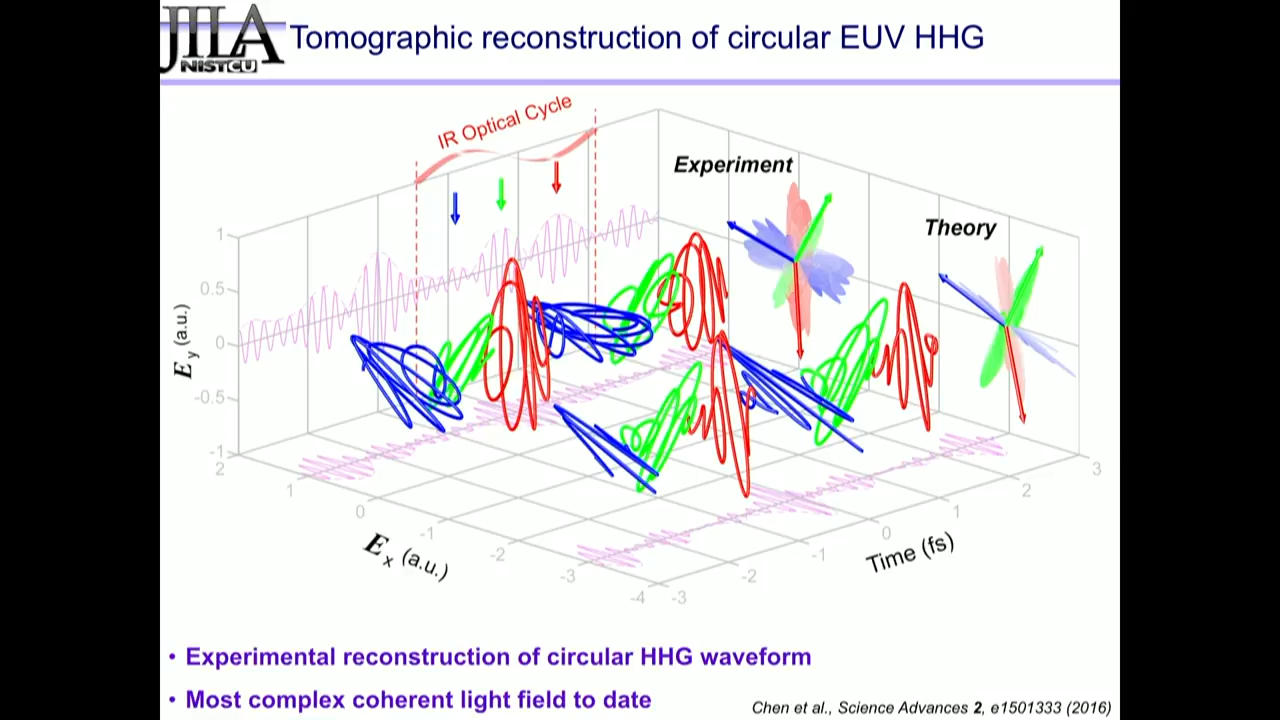 JILA
NIST CU
Tomographic reconstruction of circular EUV HHG
IR Optical Cycle
Experiment
Theory
1
0.5
0
-0.5
-1
E y (a.u.)
2
1
0
-1
-2
-3
-4
E x (a.u.)
-3
-2
-1
0
1
2
3
Time (fs)
• Experimental reconstruction of circular HHG waveform
• Most complex coherent light field to date
Chen et al., Science Advances 2, e1501333 (2016)